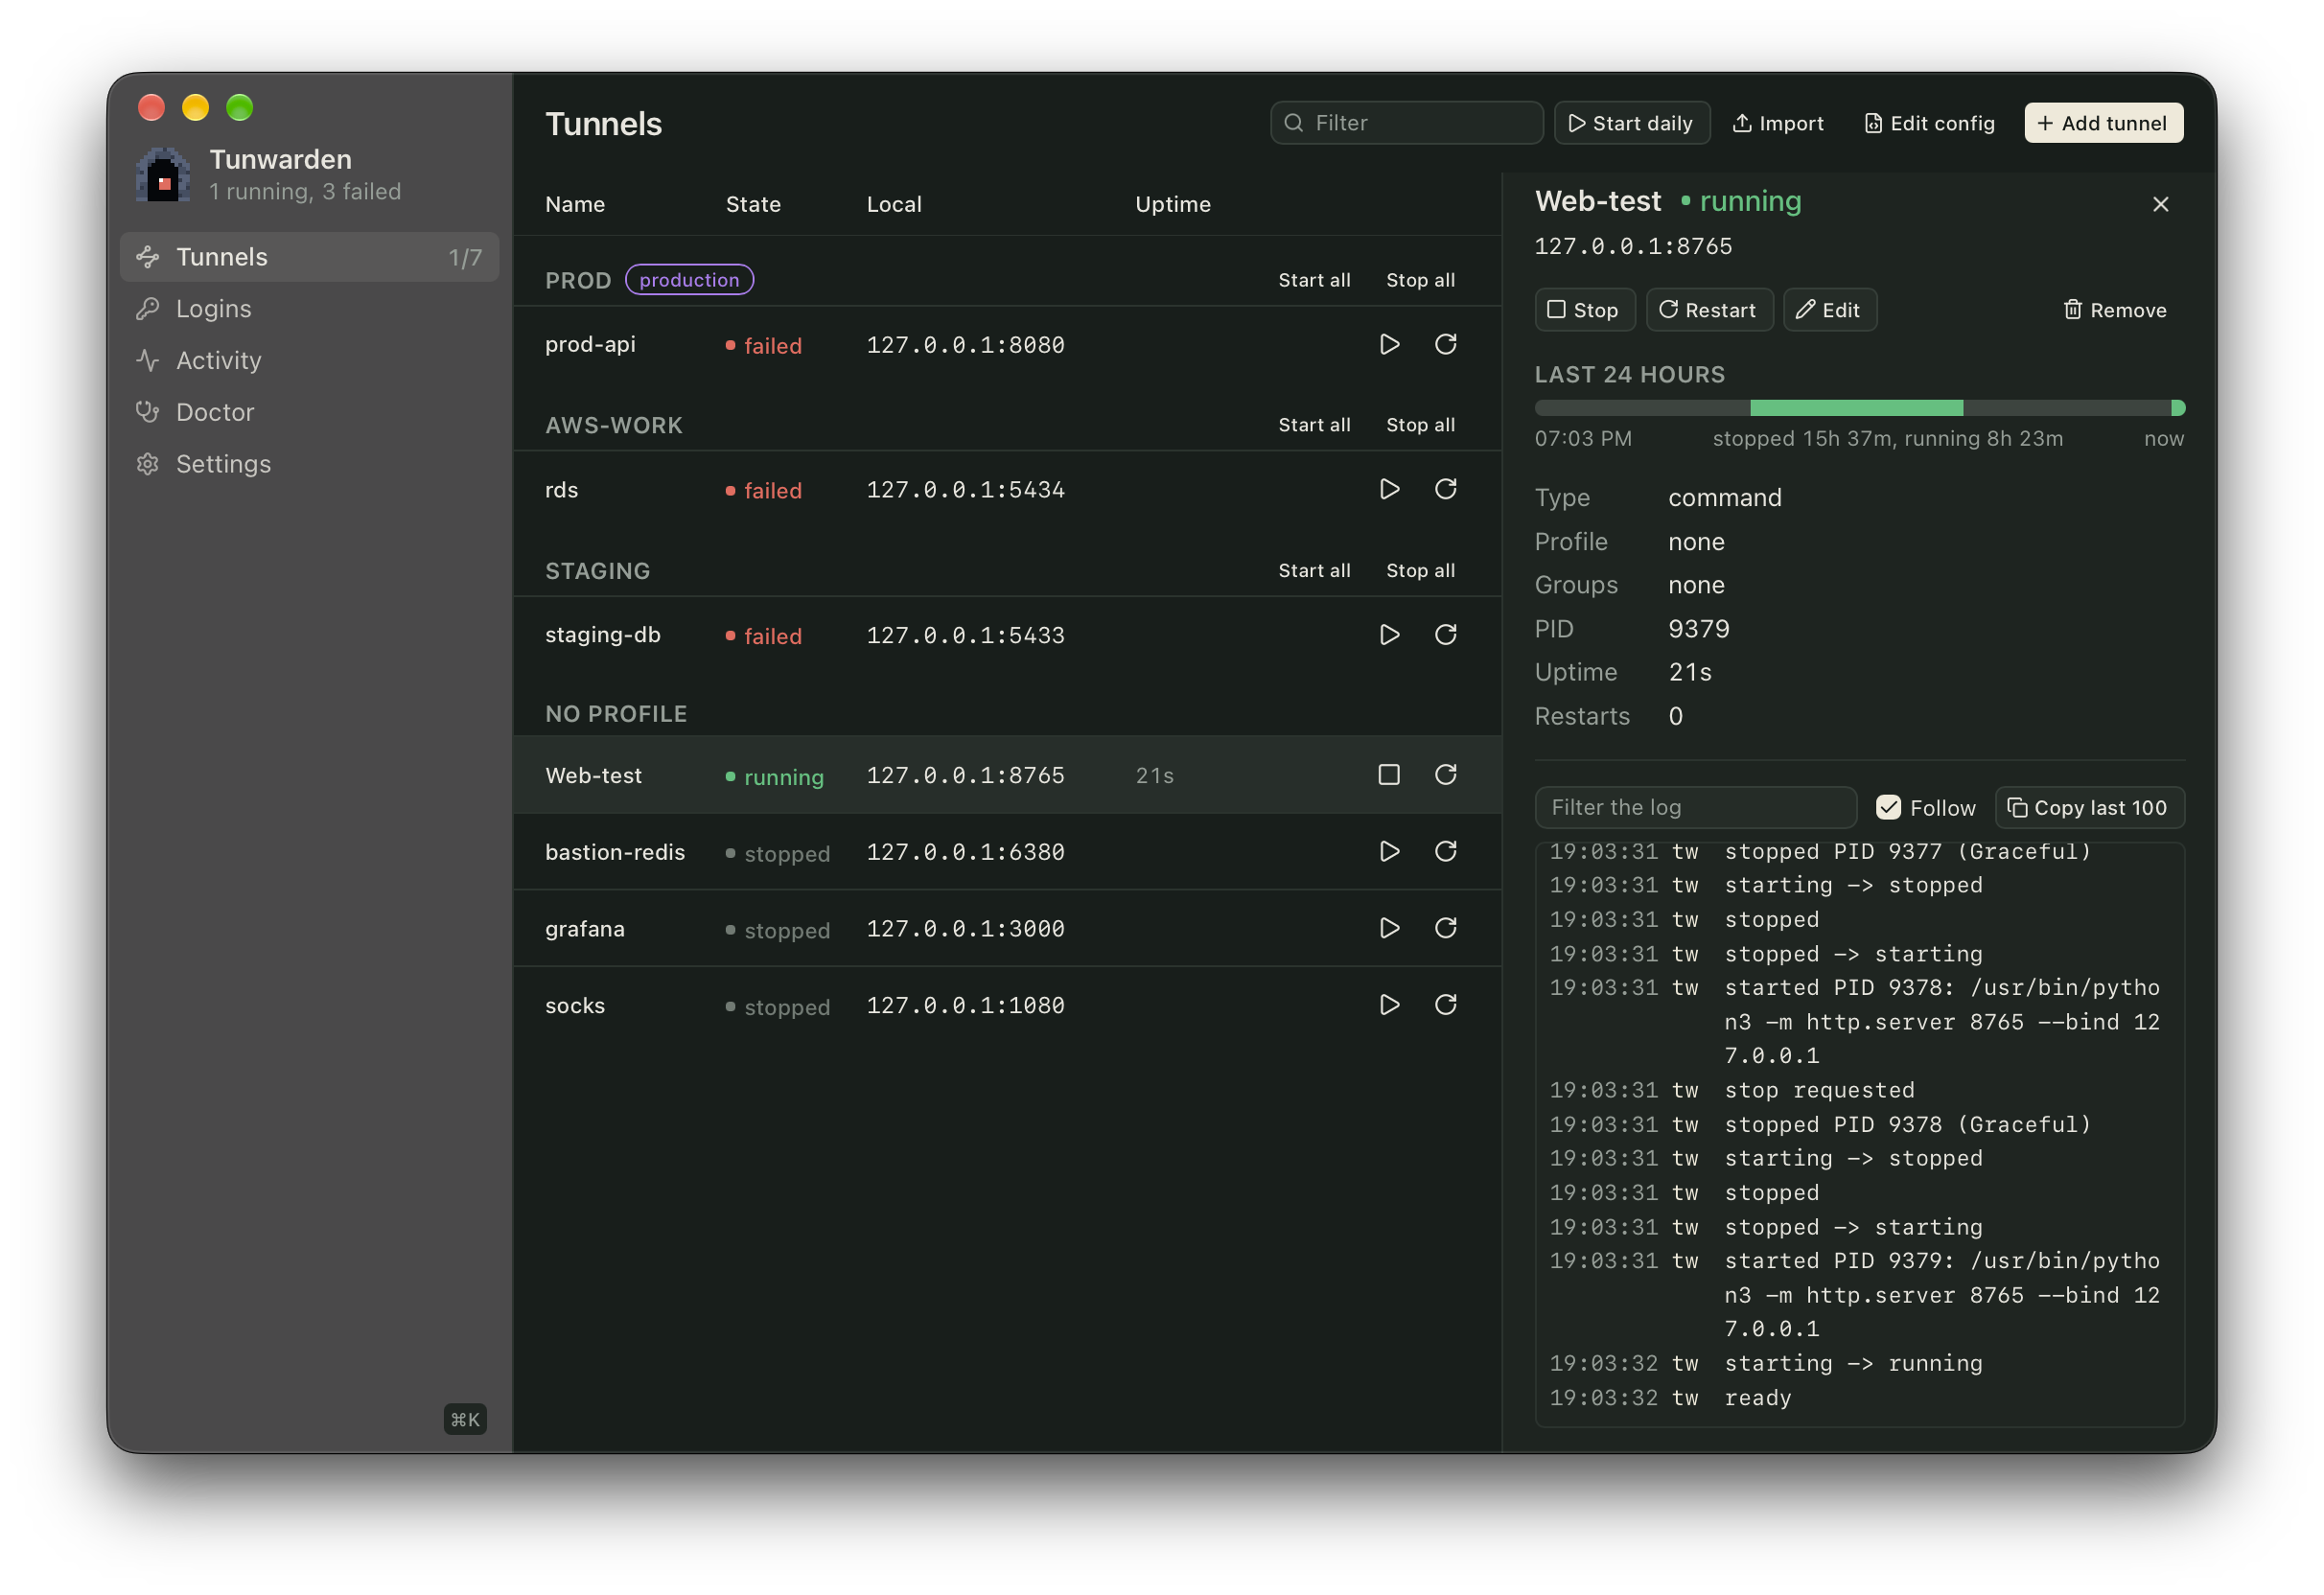 Tunwarden
1 running, 3 failed
Tunnels 1/7
Logins
Activity
Doctor
Settings
⌘K
Tunnels
Filter
Start daily
Import
Edit config
+ Add tunnel
Name State Local Uptime
PROD production Start all Stop all
prod-api failed 127.0.0.1:8080
AWS-WORK Start all Stop all
rds failed 127.0.0.1:5434
STAGING Start all Stop all
staging-db failed 127.0.0.1:5433
NO PROFILE
Web-test running 127.0.0.1:8765 21s
bastion-redis stopped 127.0.0.1:6380
grafana stopped 127.0.0.1:3000
socks stopped 127.0.0.1:1080
Web-test running
127.0.0.1:8765
Stop Restart Edit Remove
LAST 24 HOURS
07:03 PM stopped 15h 37m, running 8h 23m now
Type command
Profile none
Groups none
PID 9379
Uptime 21s
Restarts 0
Filter the log Follow Copy last 100
19:03:31 tw stopped PID 9377 (Graceful)
19:03:31 tw starting -> stopped
19:03:31 tw stopped
19:03:31 tw stopped -> starting
19:03:31 tw started PID 9378: /usr/bin/pytho
n3 -m http.server 8765 --bind 12
7.0.0.1
19:03:31 tw stop requested
19:03:31 tw stopped PID 9378 (Graceful)
19:03:31 tw starting -> stopped
19:03:31 tw stopped
19:03:31 tw stopped -> starting
19:03:31 tw started PID 9379: /usr/bin/pytho
n3 -m http.server 8765 --bind 12
7.0.0.1
19:03:32 tw starting -> running
19:03:32 tw ready